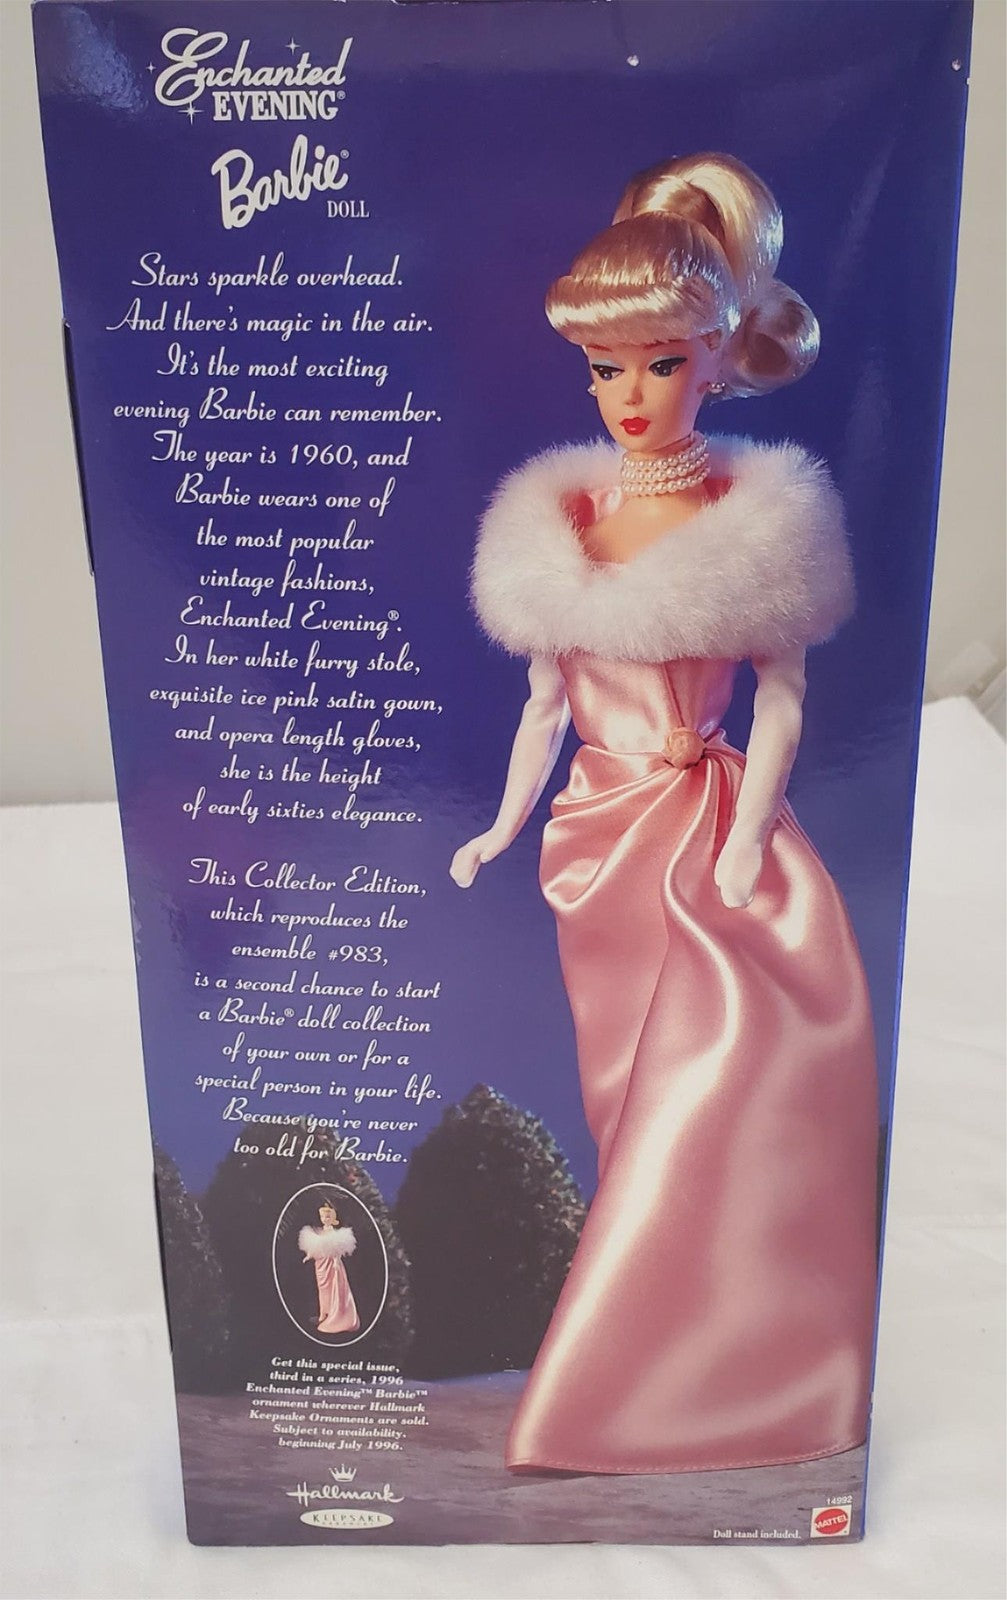 Enchanted
EVENING®
Barbie®
DOLL
Stars sparkle overhead.
And there's magic in the air.
It's the most exciting
evening Barbie can remember.
The year is 1960, and
Barbie wears one of
the most popular
vintage fashions,
Enchanted Evening®.
In her white furry stole,
exquisite ice pink satin gown,
and opera length gloves,
she is the height
of early sixties elegance.
This Collector Edition,
which reproduces the
ensemble #983,
is a second chance to start
a Barbie® doll collection
of your own or for a
special person in your life.
Because you're never
too old for Barbie.
Get this special issue,
third in a series, 1996
Enchanted Evening™ Barbie™
ornament wherever Hallmark
Keepsake Ornaments are sold.
Subject to availability,
beginning July 1996.
Hallmark
KEEPSAKE
14992
Doll stand included.
MATTEL